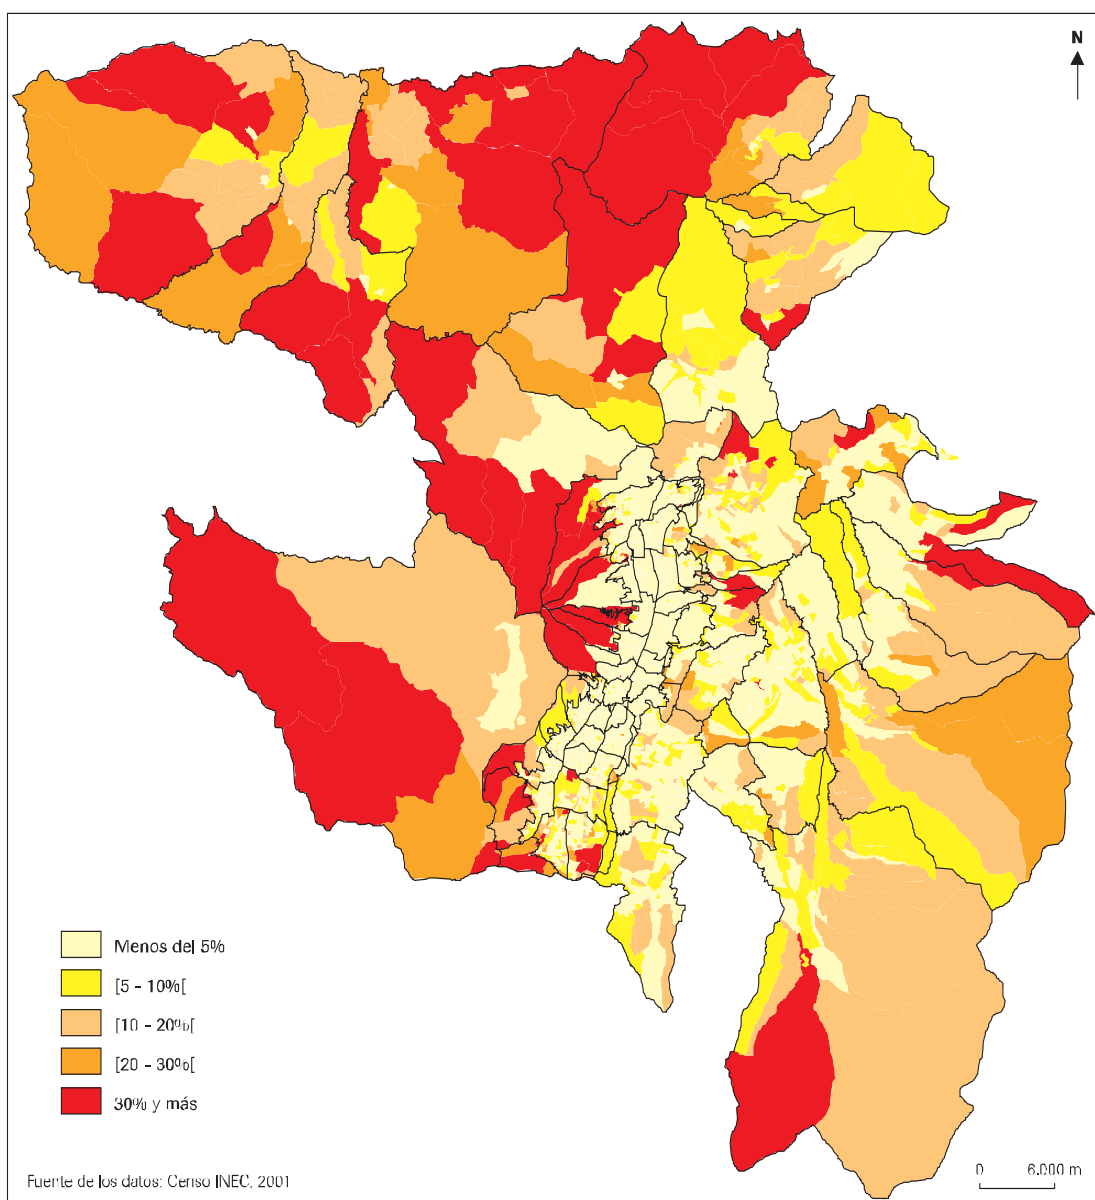 N
Menos del 5%
[5 - 10%[
[10 - 20%[
[20 - 30%[
30% y más
Fuente de los datos: Censo INEC, 2001
0 6.000 m